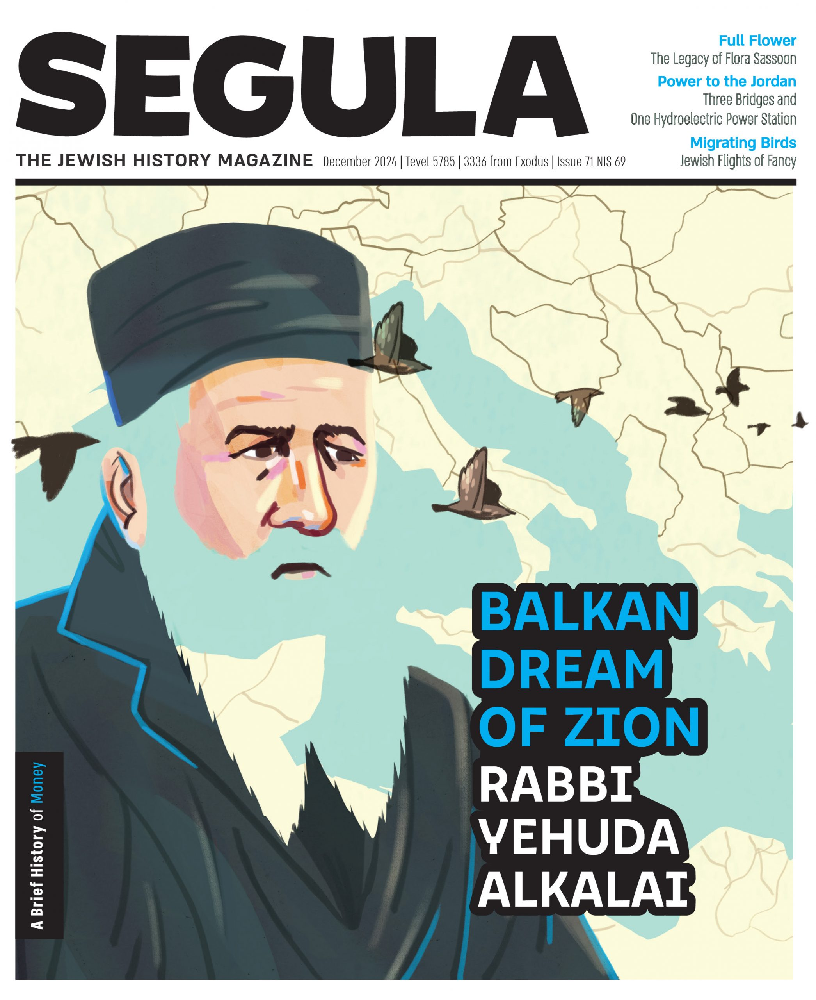 SEGULA
THE JEWISH HISTORY MAGAZINE
December 2024 | Tevet 5785 | 3336 from Exodus | Issue 71 NIS 69
Full Flower
The Legacy of Flora Sassoon
Power to the Jordan
Three Bridges and
One Hydroelectric Power Station
Migrating Birds
Jewish Flights of Fancy
BALKAN
DREAM
OF ZION
RABBI
YEHUDA
ALKALAI
A Brief History of Money